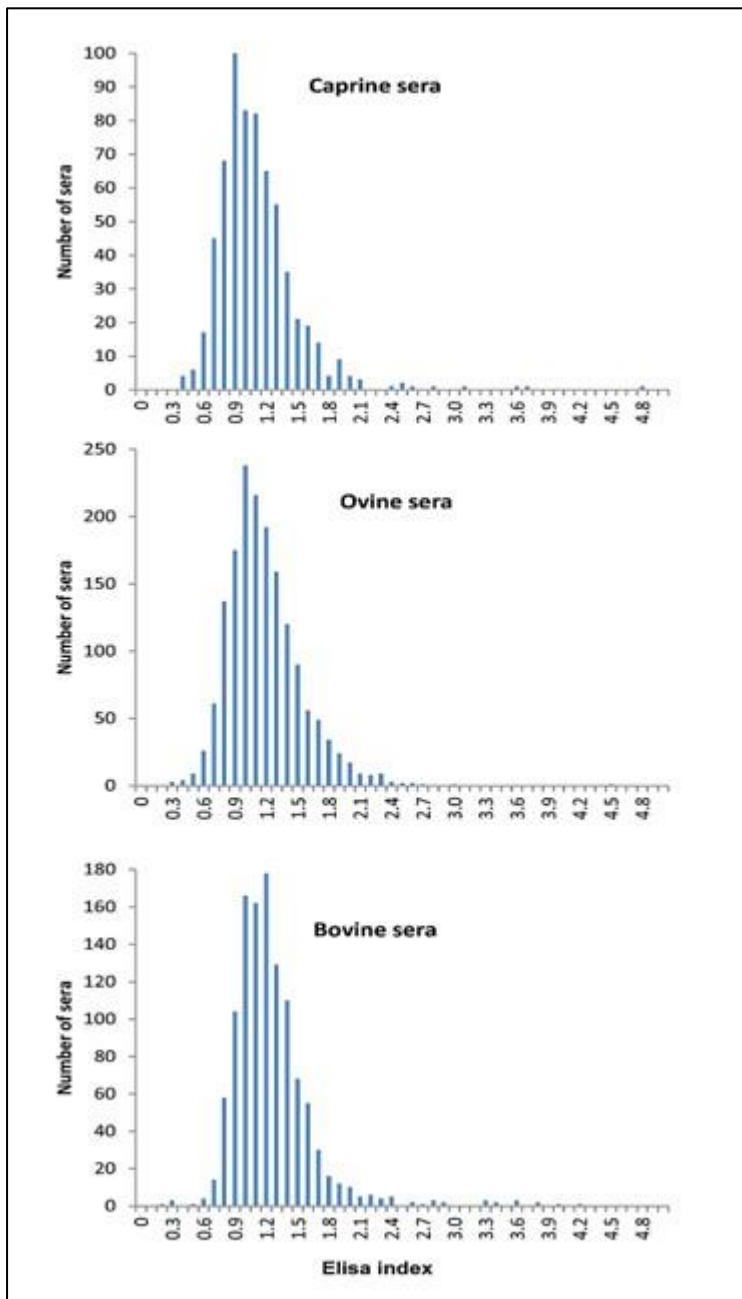 Caprine sera
Number of sera
100
90
80
70
60
50
40
30
20
10
0
0 0.3 0.6 0.9 1.2 1.5 1.8 2.1 2.4 2.7 3.0 3.3 3.6 3.9 4.2 4.5 4.8
Ovine sera
Number of sera
250
200
150
100
50
0
0 0.3 0.6 0.9 1.2 1.5 1.8 2.1 2.4 2.7 3.0 3.3 3.6 3.9 4.2 4.5 4.8
Bovine sera
Number of sera
180
160
140
120
100
80
60
40
20
0
0 0.3 0.6 0.9 1.2 1.5 1.8 2.1 2.4 2.7 3.0 3.3 3.6 3.9 4.2 4.5 4.8
Elisa index